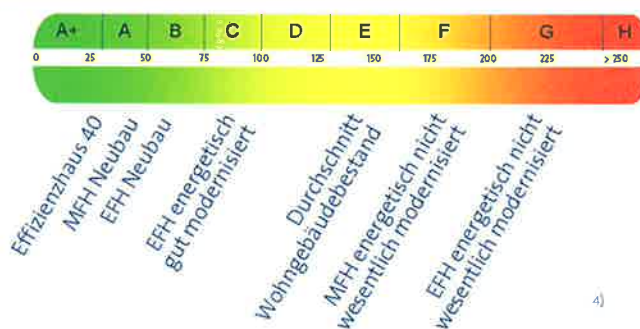 A+ A B C D E F G H
0 25 50 75 100 125 150 175 200 225 > 250
Effizienzhaus 40
MFH Neubau
EFH Neubau
EFH energetisch
gut modernisiert
Durchschnitt
Wohngebäudebestand
MFH energetisch nicht
wesentlich modernisiert
EFH energetisch nicht
wesentlich modernisiert
4)